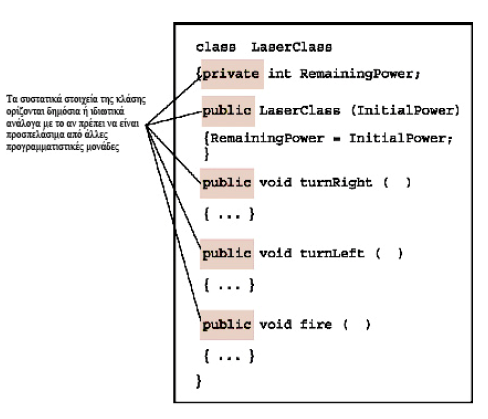 Τα συστατικά στοιχεία της κλάσης
ορίζονται δημόσια ή ιδιωτικά
ανάλογα με το αν πρέπει να είναι
προσπελάσιμα από άλλες
προγραμματιστικές μονάδες
class LaserClass
{private int RemainingPower;
public LaserClass (InitialPower)
{RemainingPower = InitialPower;
}
public void turnRight ( )
{ ... }
public void turnLeft ( )
{ ... }
public void fire ( )
{ ... }
}